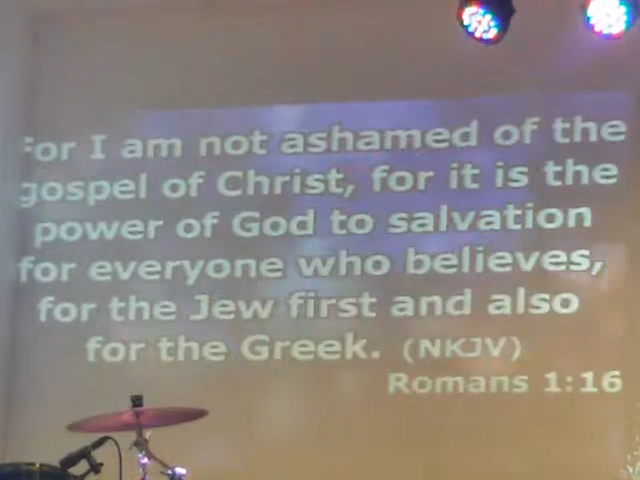 For I am not ashamed of the
gospel of Christ, for it is the
power of God to salvation
for everyone who believes,
for the Jew first and also
for the Greek. (NKJV)
Romans 1:16